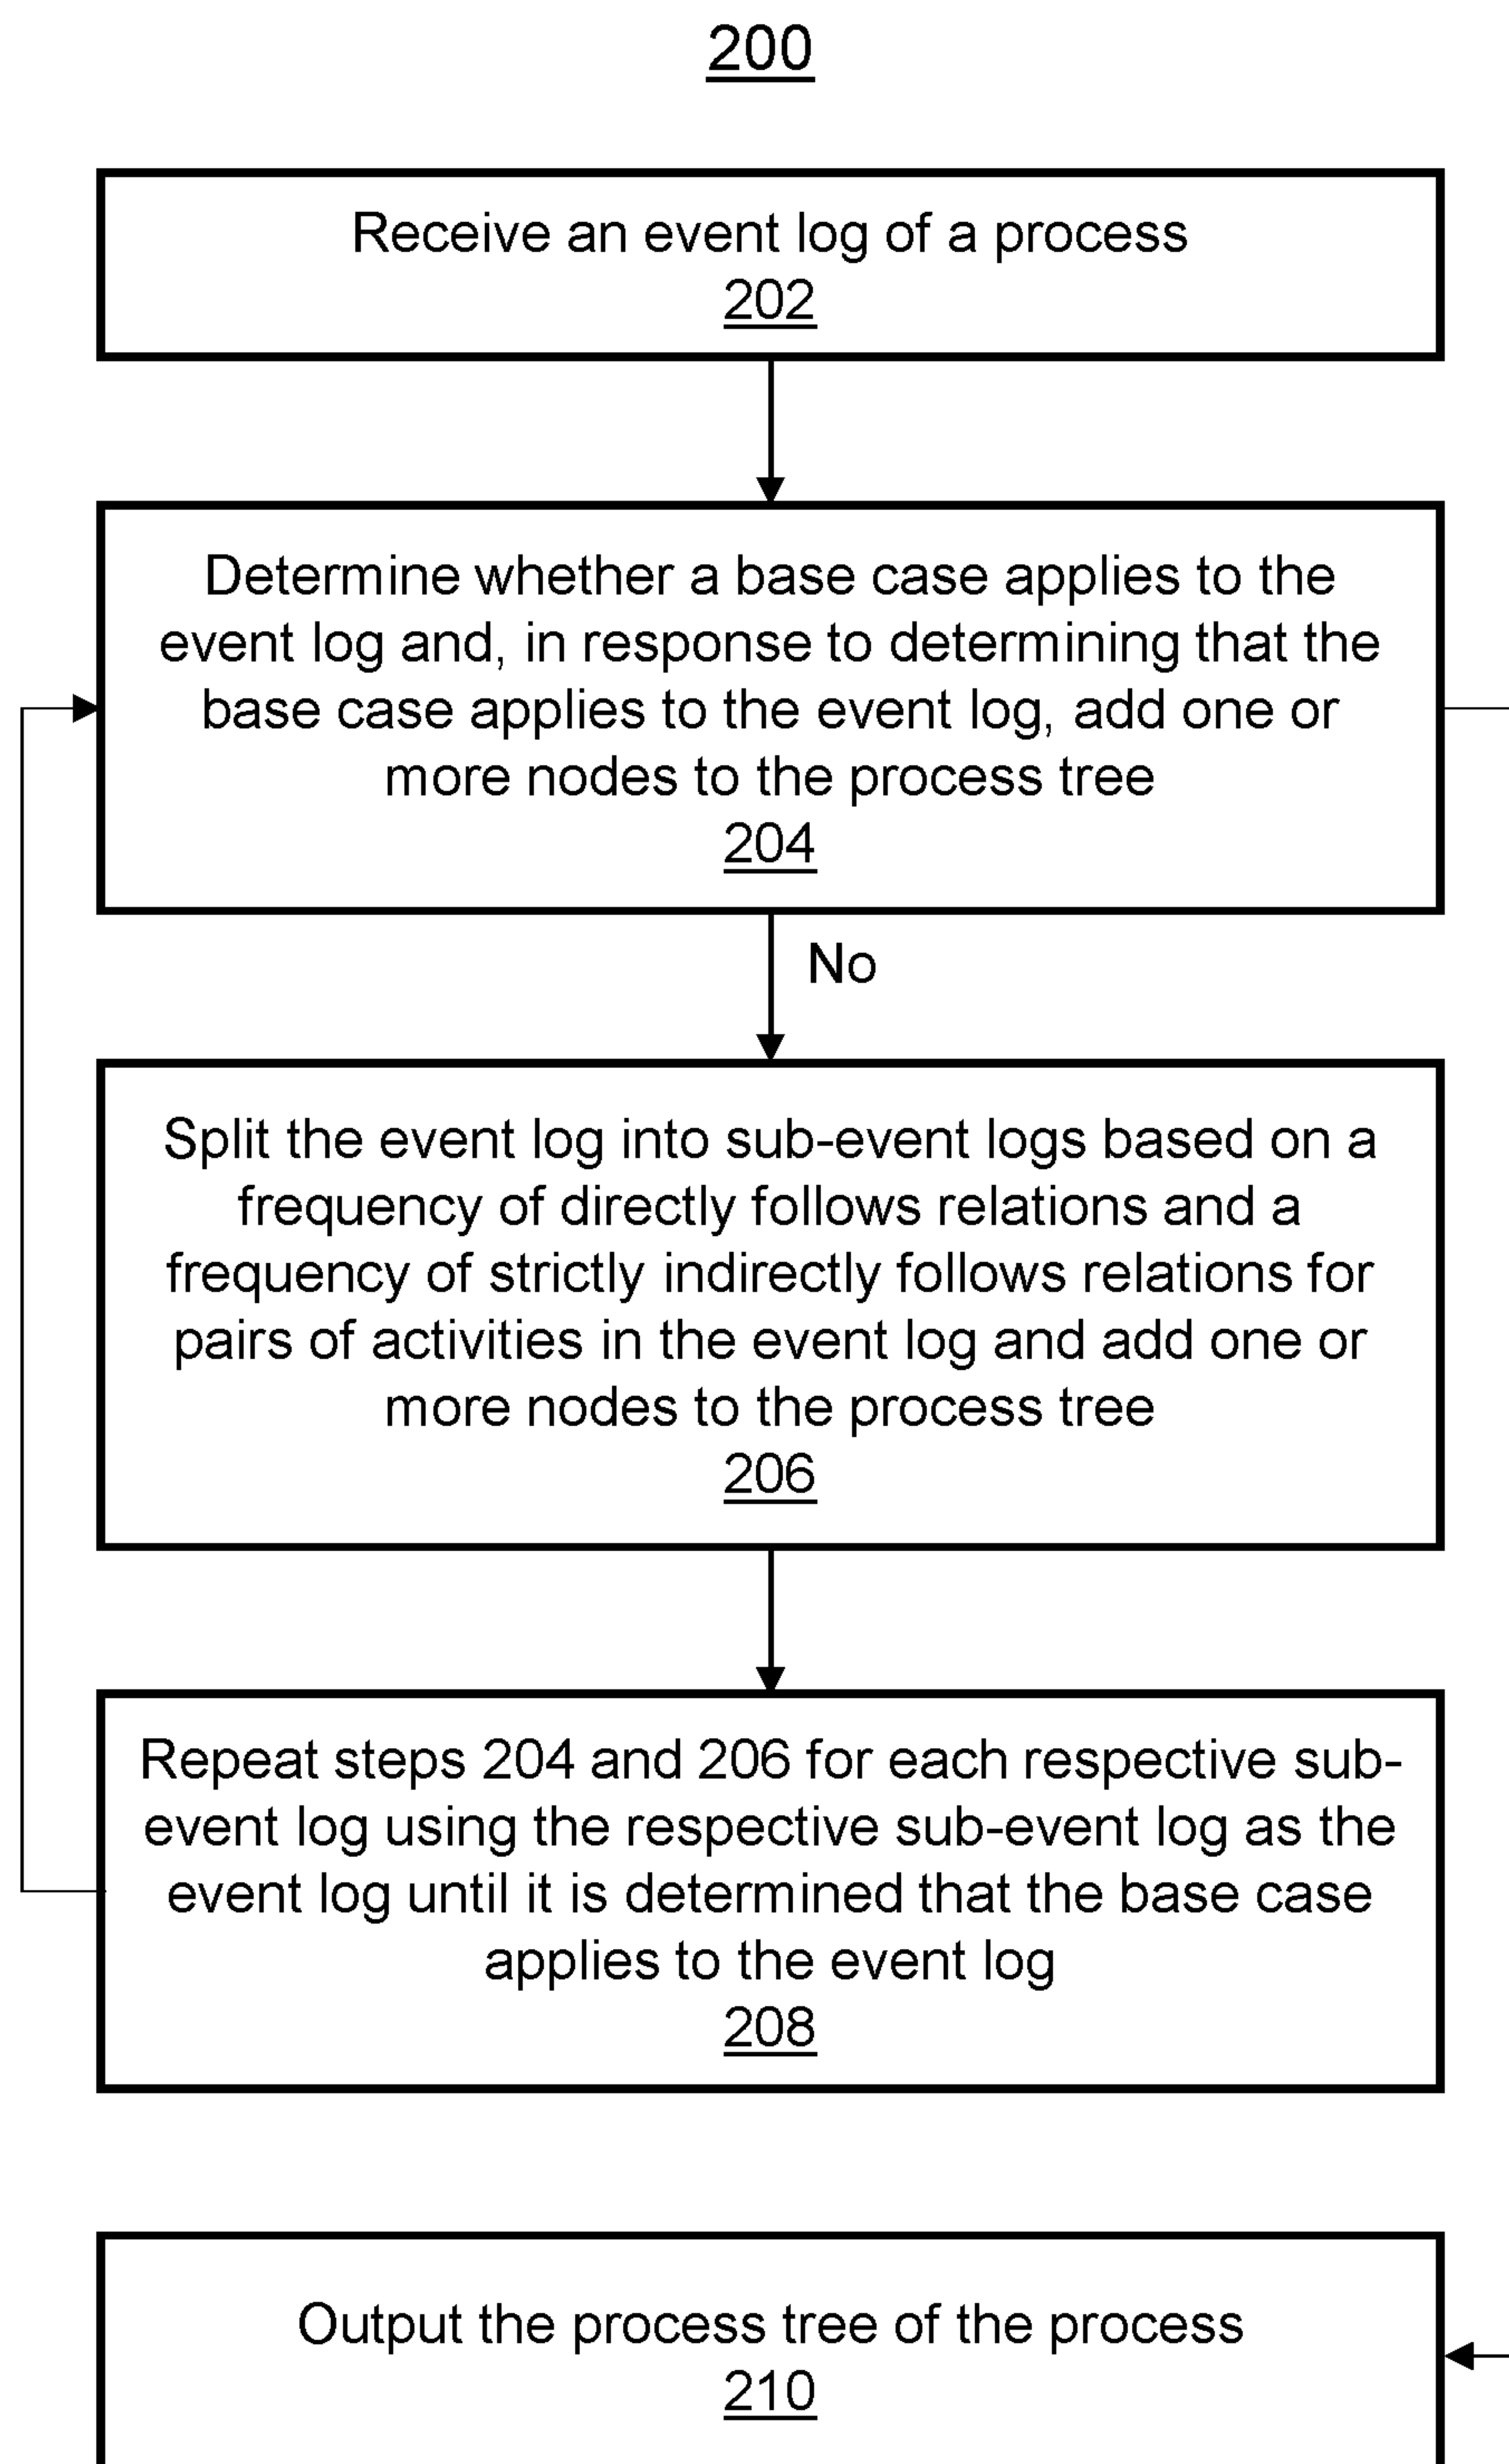 200
Receive an event log of a process
202
Determine whether a base case applies to the
event log and, in response to determining that the
base case applies to the event log, add one or
more nodes to the process tree
204
No
Split the event log into sub-event logs based on a
frequency of directly follows relations and a
frequency of strictly indirectly follows relations for
pairs of activities in the event log and add one or
more nodes to the process tree
206
Repeat steps 204 and 206 for each respective sub-
event log using the respective sub-event log as the
event log until it is determined that the base case
applies to the event log
208
Output the process tree of the process
210